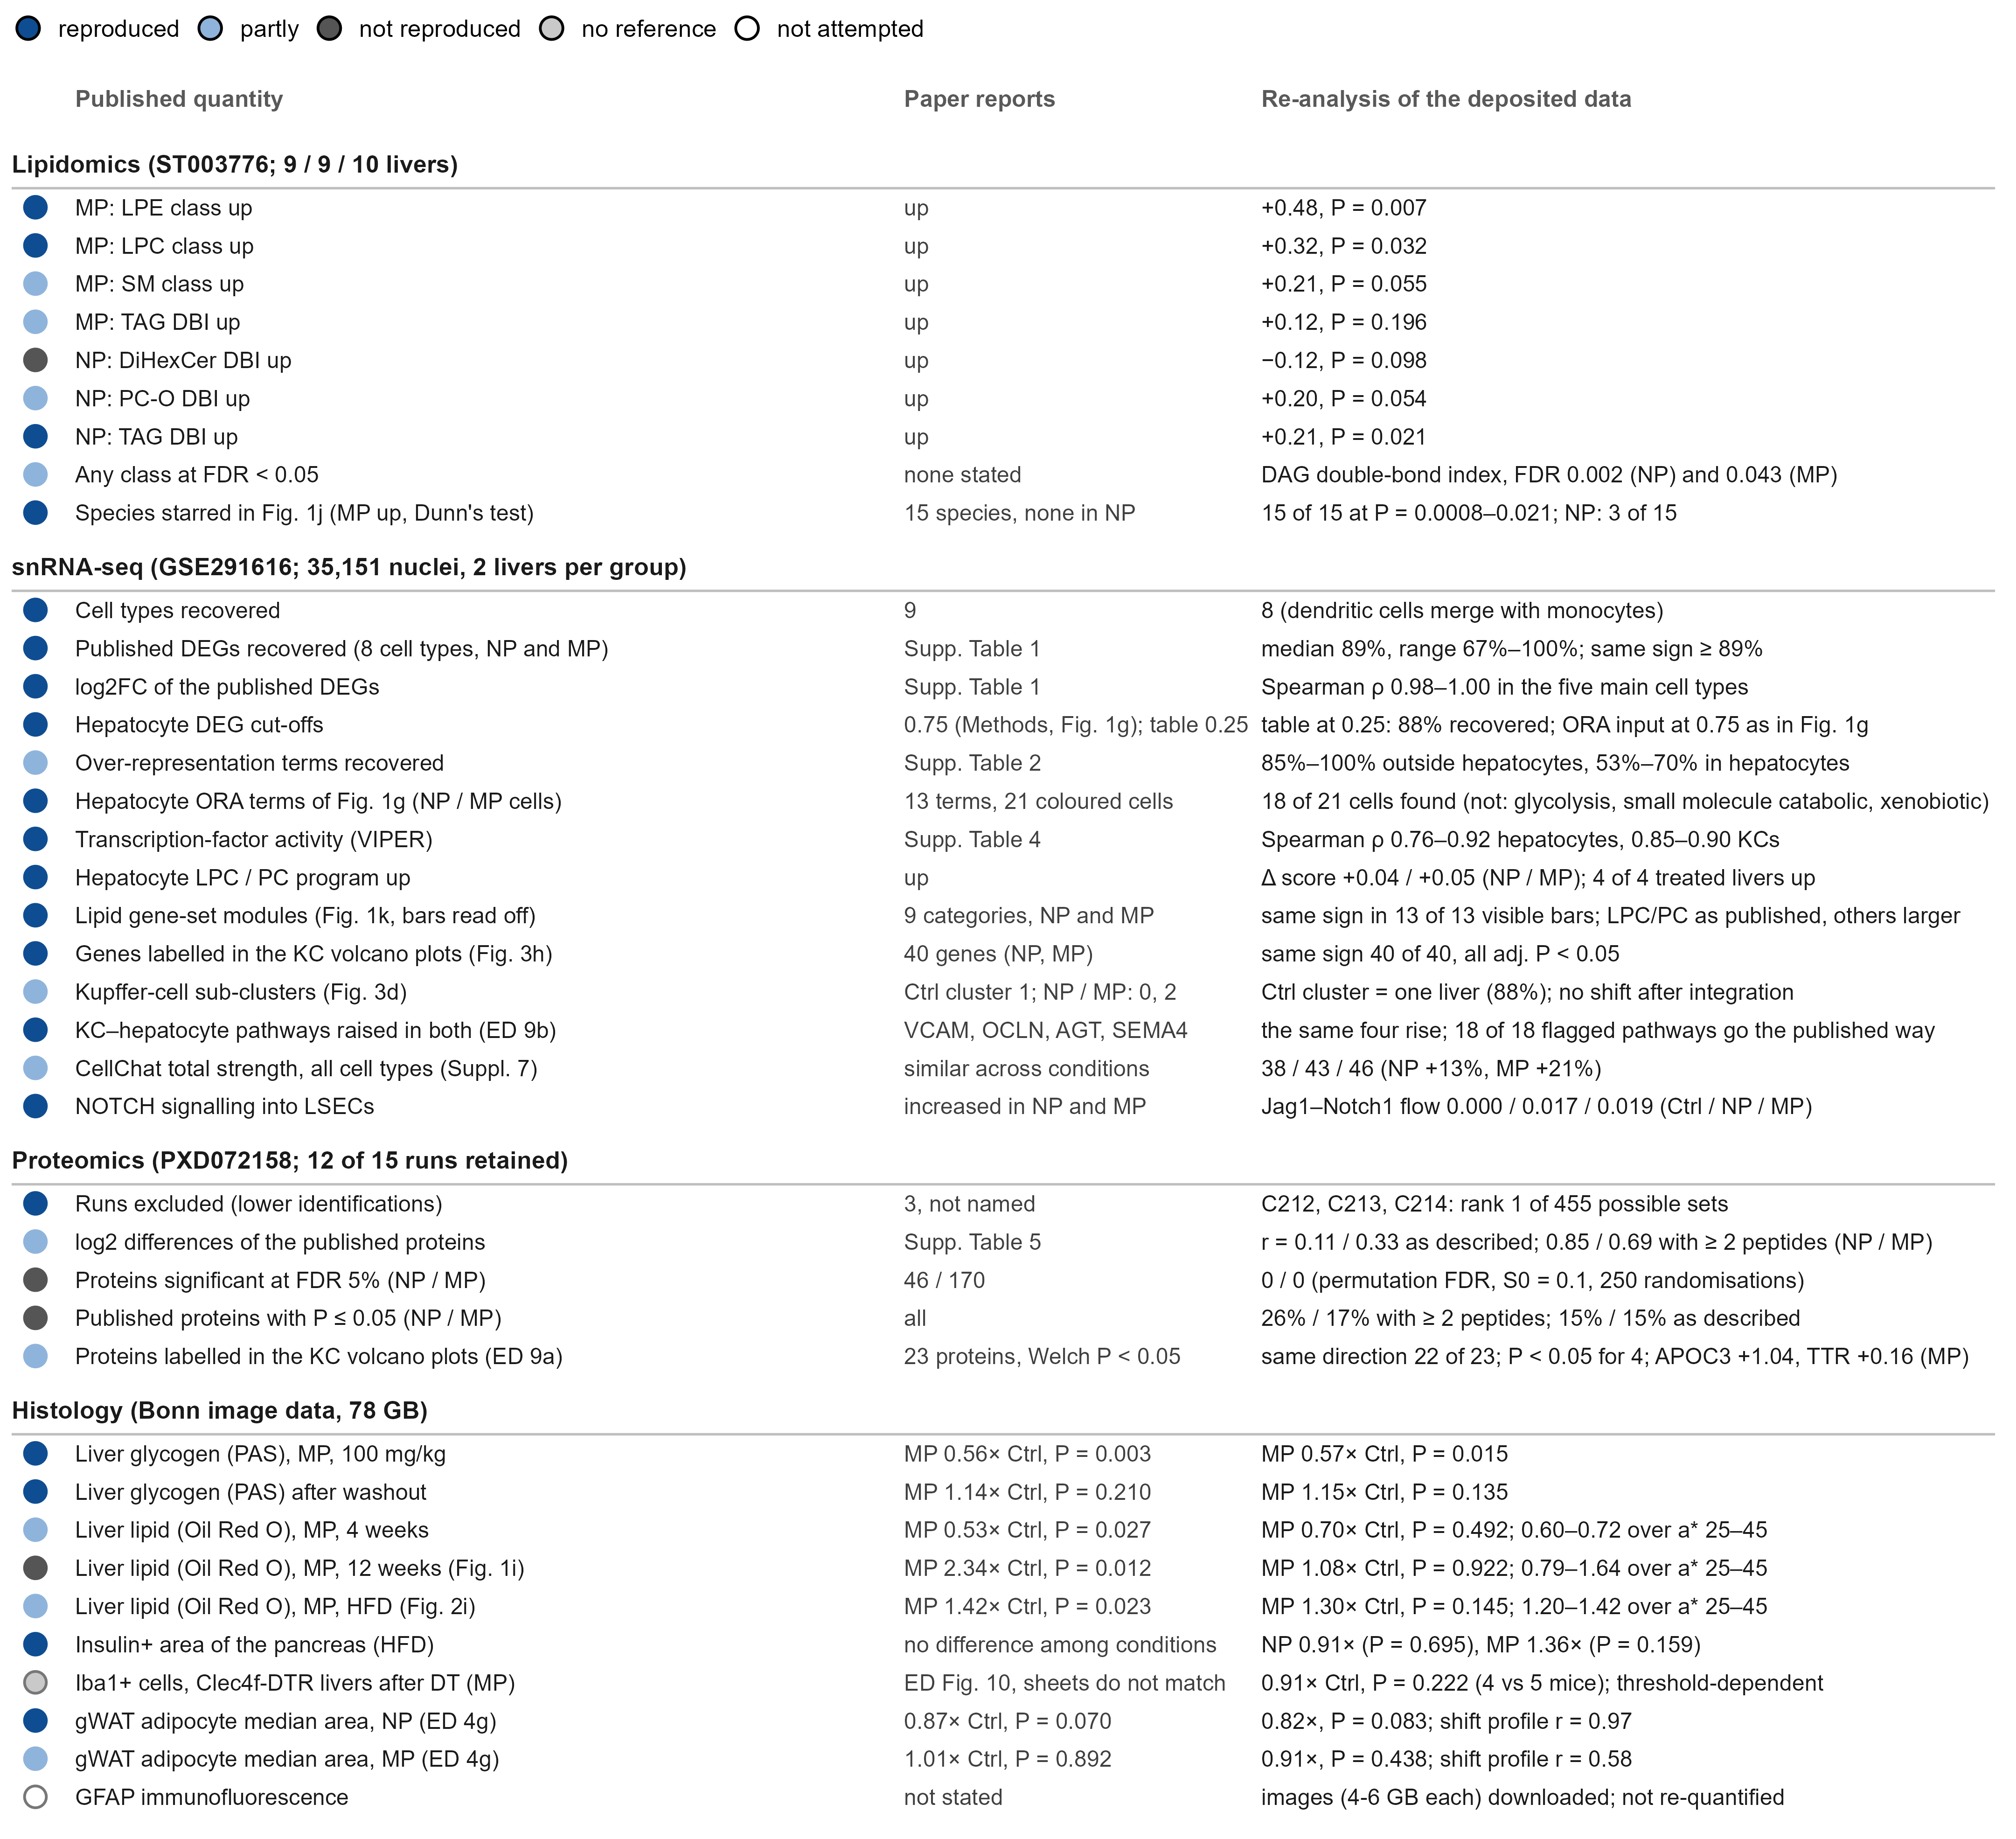 reproduced partly not reproduced no reference not attempted
Published quantity Paper reports Re-analysis of the deposited data
Lipidomics (ST003776; 9 / 9 / 10 livers)
MP: LPE class up up +0.48, P = 0.007
MP: LPC class up up +0.32, P = 0.032
MP: SM class up up +0.21, P = 0.055
MP: TAG DBI up up +0.12, P = 0.196
NP: DiHexCer DBI up up −0.12, P = 0.098
NP: PC-O DBI up up +0.20, P = 0.054
NP: TAG DBI up up +0.21, P = 0.021
Any class at FDR < 0.05 none stated DAG double-bond index, FDR 0.002 (NP) and 0.043 (MP)
Species starred in Fig. 1j (MP up, Dunn's test) 15 species, none in NP 15 of 15 at P = 0.0008–0.021; NP: 3 of 15
snRNA-seq (GSE291616; 35,151 nuclei, 2 livers per group)
Cell types recovered 9 8 (dendritic cells merge with monocytes)
Published DEGs recovered (8 cell types, NP and MP) Supp. Table 1 median 89%, range 67%–100%; same sign ≥ 89%
log2FC of the published DEGs Supp. Table 1 Spearman ρ 0.98–1.00 in the five main cell types
Hepatocyte DEG cut-offs 0.75 (Methods, Fig. 1g); table 0.25 table at 0.25: 88% recovered; ORA input at 0.75 as in Fig. 1g
Over-representation terms recovered Supp. Table 2 85%–100% outside hepatocytes, 53%–70% in hepatocytes
Hepatocyte ORA terms of Fig. 1g (NP / MP cells) 13 terms, 21 coloured cells 18 of 21 cells found (not: glycolysis, small molecule catabolic, xenobiotic)
Transcription-factor activity (VIPER) Supp. Table 4 Spearman ρ 0.76–0.92 hepatocytes, 0.85–0.90 KCs
Hepatocyte LPC / PC program up up Δ score +0.04 / +0.05 (NP / MP); 4 of 4 treated livers up
Lipid gene-set modules (Fig. 1k, bars read off) 9 categories, NP and MP same sign in 13 of 13 visible bars; LPC/PC as published, others larger
Genes labelled in the KC volcano plots (Fig. 3h) 40 genes (NP, MP) same sign 40 of 40, all adj. P < 0.05
Kupffer-cell sub-clusters (Fig. 3d) Ctrl cluster 1; NP / MP: 0, 2 Ctrl cluster = one liver (88%); no shift after integration
KC–hepatocyte pathways raised in both (ED 9b) VCAM, OCLN, AGT, SEMA4 the same four rise; 18 of 18 flagged pathways go the published way
CellChat total strength, all cell types (Suppl. 7) similar across conditions 38 / 43 / 46 (NP +13%, MP +21%)
NOTCH signalling into LSECs increased in NP and MP Jag1–Notch1 flow 0.000 / 0.017 / 0.019 (Ctrl / NP / MP)
Proteomics (PXD072158; 12 of 15 runs retained)
Runs excluded (lower identifications) 3, not named C212, C213, C214: rank 1 of 455 possible sets
log2 differences of the published proteins Supp. Table 5 r = 0.11 / 0.33 as described; 0.85 / 0.69 with ≥ 2 peptides (NP / MP)
Proteins significant at FDR 5% (NP / MP) 46 / 170 0 / 0 (permutation FDR, S0 = 0.1, 250 randomisations)
Published proteins with P ≤ 0.05 (NP / MP) all 26% / 17% with ≥ 2 peptides; 15% / 15% as described
Proteins labelled in the KC volcano plots (ED 9a) 23 proteins, Welch P < 0.05 same direction 22 of 23; P < 0.05 for 4; APOC3 +1.04, TTR +0.16 (MP)
Histology (Bonn image data, 78 GB)
Liver glycogen (PAS), MP, 100 mg/kg MP 0.56× Ctrl, P = 0.003 MP 0.57× Ctrl, P = 0.015
Liver glycogen (PAS) after washout MP 1.14× Ctrl, P = 0.210 MP 1.15× Ctrl, P = 0.135
Liver lipid (Oil Red O), MP, 4 weeks MP 0.53× Ctrl, P = 0.027 MP 0.70× Ctrl, P = 0.492; 0.60–0.72 over a* 25–45
Liver lipid (Oil Red O), MP, 12 weeks (Fig. 1i) MP 2.34× Ctrl, P = 0.012 MP 1.08× Ctrl, P = 0.922; 0.79–1.64 over a* 25–45
Liver lipid (Oil Red O), MP, HFD (Fig. 2i) MP 1.42× Ctrl, P = 0.023 MP 1.30× Ctrl, P = 0.145; 1.20–1.42 over a* 25–45
Insulin+ area of the pancreas (HFD) no difference among conditions NP 0.91× (P = 0.695), MP 1.36× (P = 0.159)
Iba1+ cells, Clec4f-DTR livers after DT (MP) ED Fig. 10, sheets do not match 0.91× Ctrl, P = 0.222 (4 vs 5 mice); threshold-dependent
gWAT adipocyte median area, NP (ED 4g) 0.87× Ctrl, P = 0.070 0.82×, P = 0.083; shift profile r = 0.97
gWAT adipocyte median area, MP (ED 4g) 1.01× Ctrl, P = 0.892 0.91×, P = 0.438; shift profile r = 0.58
GFAP immunofluorescence not stated images (4-6 GB each) downloaded; not re-quantified